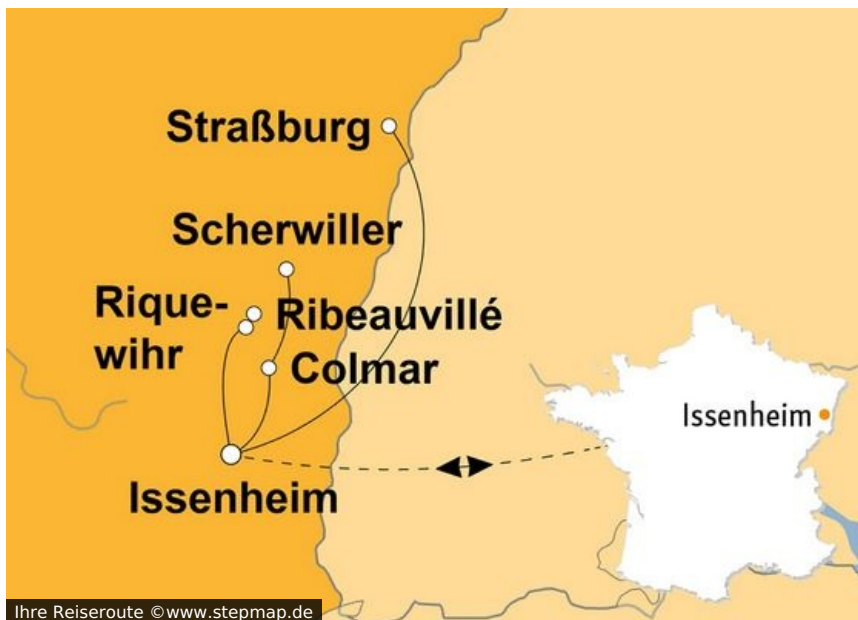 Straßburg
Scherwiller
Rique-
wihr
Ribeauvillé
Colmar
Issenheim
Issenheim
Ihre Reiseroute ©www.stepmap.de